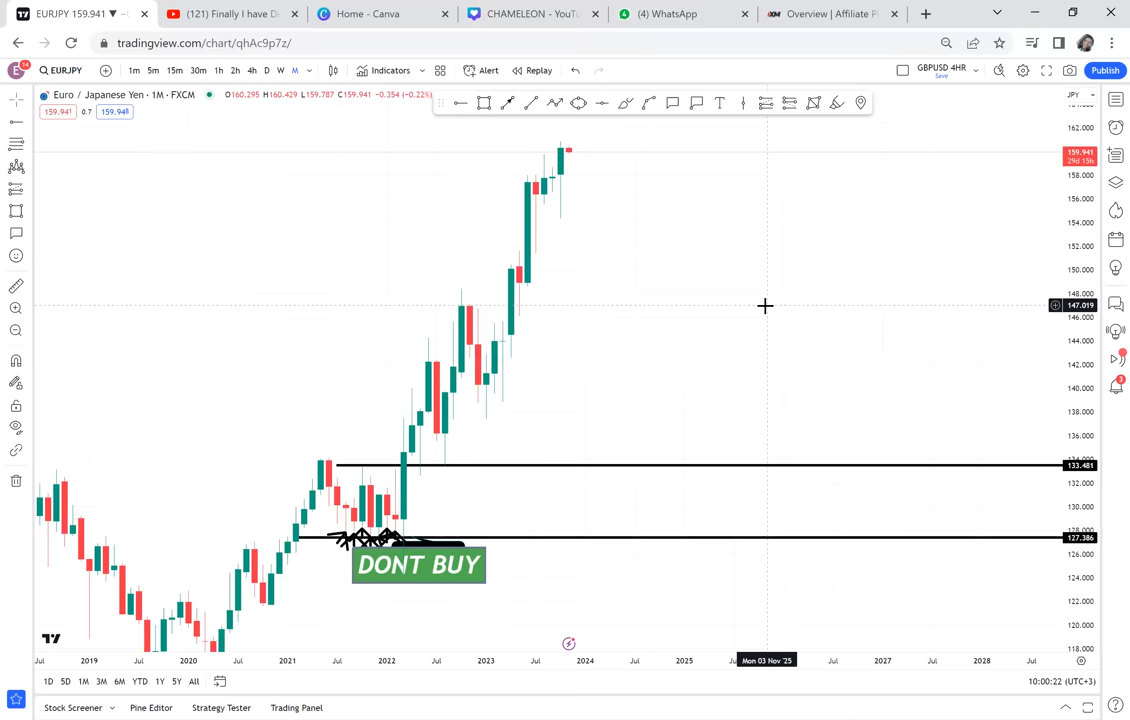 EURJPY 159.941 ▼
(121) Finally I have D
Home - Canva
CHAMELEON - YouTu
(4) WhatsApp
XM Overview | Affiliate P
tradingview.com/chart/qhAc9p7z/
E 14 EURJPY 1m 5m 15m 30m 1h 2h 4h D W M Indicators Alert Replay GBPUSD 4HR Save Publish
Euro / Japanese Yen · 1M · FXCM O160.295 H160.429 L159.787 C159.941 -0.354 (-0.22%)
159.941 0.7 159.948
JPY
162.000
159.941
29d 15h
158.000
156.000
154.000
152.000
150.000
148.000
147.019
146.000
144.000
142.000
140.000
138.000
136.000
133.481
132.000
130.000
127.386
126.000
124.000
122.000
120.000
118.000
DONT BUY
Jul 2019 Jul 2020 Jul 2021 Jul 2022 Jul 2023 Jul 2024 Jul 2025 Mon 03 Nov '25 Jul 2027 Jul 2028 Jul
1D 5D 1M 3M 6M YTD 1Y 5Y All 10:00:22 (UTC+3)
Stock Screener Pine Editor Strategy Tester Trading Panel